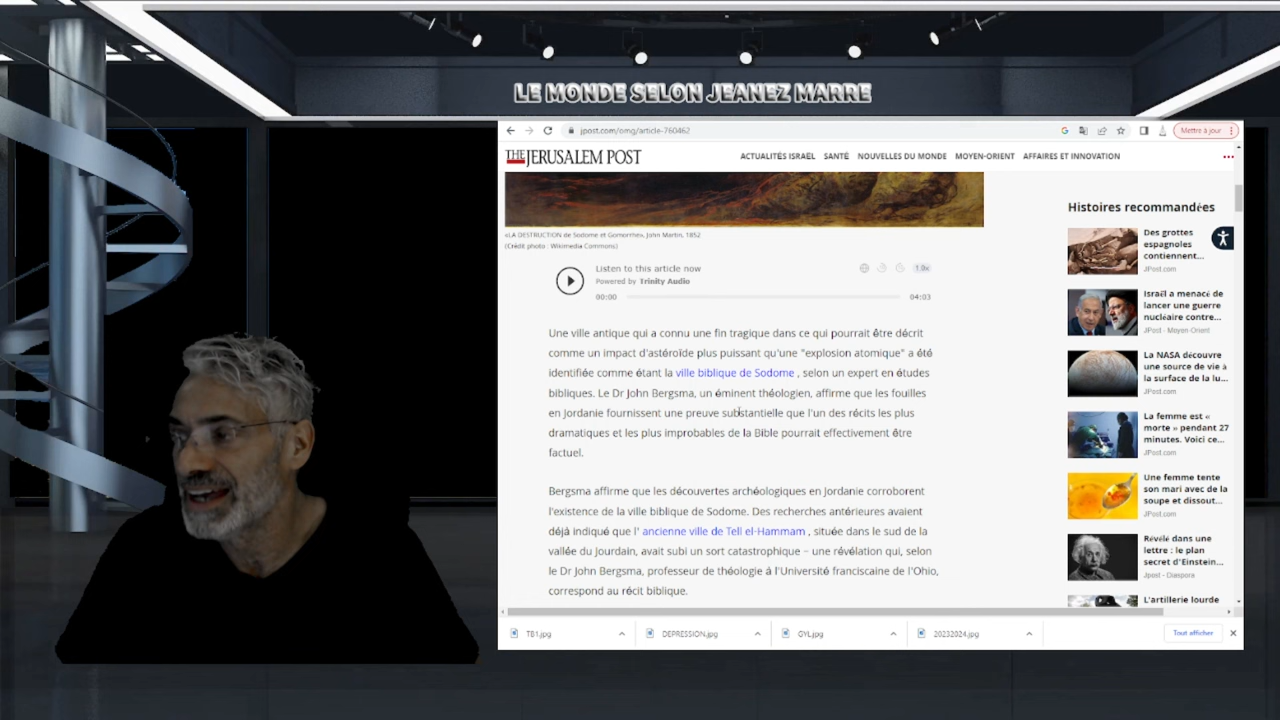 LE MONDE SELON JEANEZ MARRE
jpost.com/omg/article-760462
Mettre à jour
THE JERUSALEM POST
ACTUALITÉS ISRAËL SANTÉ NOUVELLES DU MONDE MOYEN-ORIENT AFFAIRES ET INNOVATION
«LA DESTRUCTION de Sodome et Gomorrhe», John Martin, 1852
(Crédit photo : Wikimedia Commons)
Listen to this article now
Powered by Trinity Audio
1.0x
00:00
04:03
Une ville antique qui a connu une fin tragique dans ce qui pourrait être décrit
comme un impact d'astéroïde plus puissant qu'une "explosion atomique" a été
identifiée comme étant la ville biblique de Sodome , selon un expert en études
bibliques. Le Dr John Bergsma, un éminent théologien, affirme que les fouilles
en Jordanie fournissent une preuve substantielle que l'un des récits les plus
dramatiques et les plus improbables de la Bible pourrait effectivement être
factuel.
Bergsma affirme que les découvertes archéologiques en Jordanie corroborent
l'existence de la ville biblique de Sodome. Des recherches antérieures avaient
déjà indiqué que l' ancienne ville de Tell el-Hammam , située dans le sud de la
vallée du Jourdain, avait subi un sort catastrophique – une révélation qui, selon
le Dr John Bergsma, professeur de théologie à l'Université franciscaine de l'Ohio,
correspond au récit biblique.
Histoires recommandées
Des grottes
espagnoles
contiennent...
JPost.com
Israël a menacé de
lancer une guerre
nucléaire contre...
JPost - Moyen-Orient
La NASA découvre
une source de vie à
la surface de la lu...
JPost.com
La femme est «
morte » pendant 27
minutes. Voici ce...
JPost.com
Une femme tente
son mari avec de la
soupe et dissout...
JPost.com
Révélé dans une
lettre : le plan
secret d'Einstein...
Jpost - Diaspora
L'artillerie lourde
TB1.jpg
DEPRESSION.jpg
GYL.jpg
20232024.jpg
Tout afficher